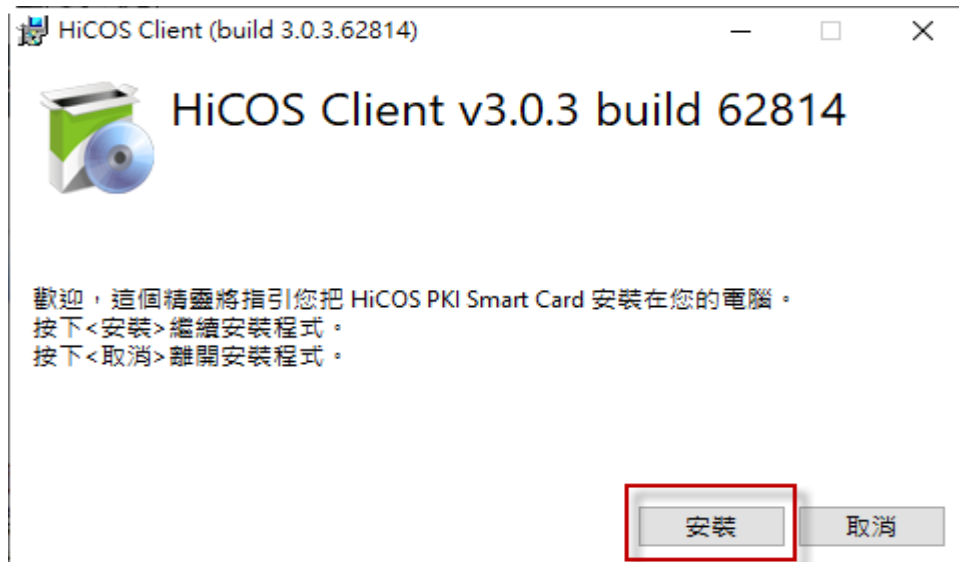 HiCOS Client (build 3.0.3.62814)
HiCOS Client v3.0.3 build 62814
歡迎，這個精靈將指引您把 HiCOS PKI Smart Card 安裝在您的電腦。
按下<安裝>繼續安裝程式。
按下<取消>離開安裝程式。
安裝
取消